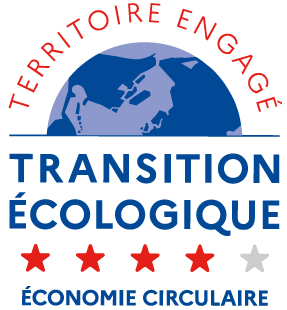 TERRITOIRE ENGAGÉ
TRANSITION
ÉCOLOGIQUE
ÉCONOMIE CIRCULAIRE